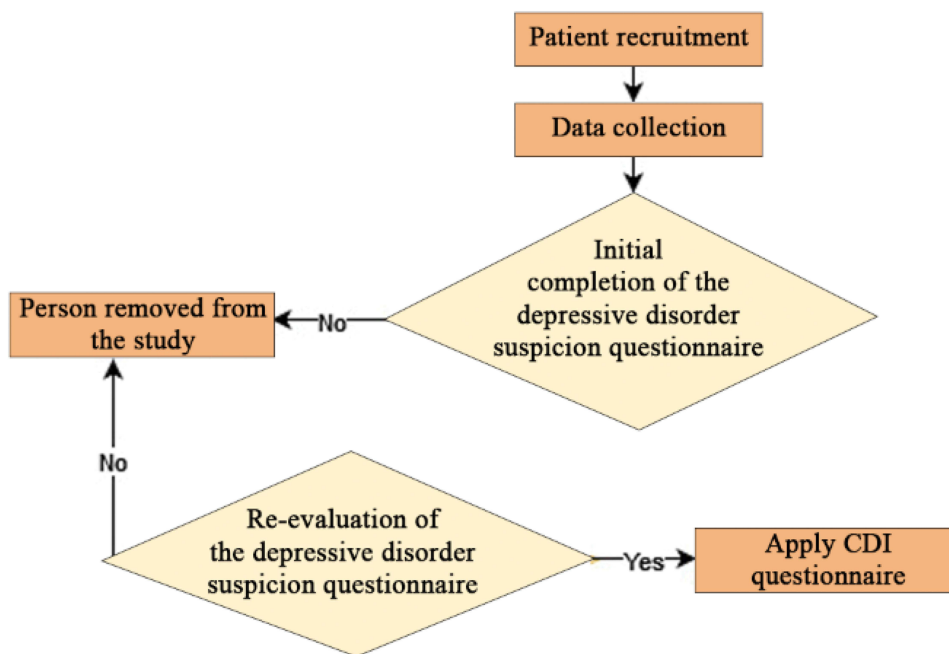 Patient recruitment
Data collection
Initial
completion of the
depressive disorder
suspicion questionnaire
No
Person removed from
the study
No
Re-evaluation of
the depressive disorder
suspicion questionnaire
Yes
Apply CDI
questionnaire